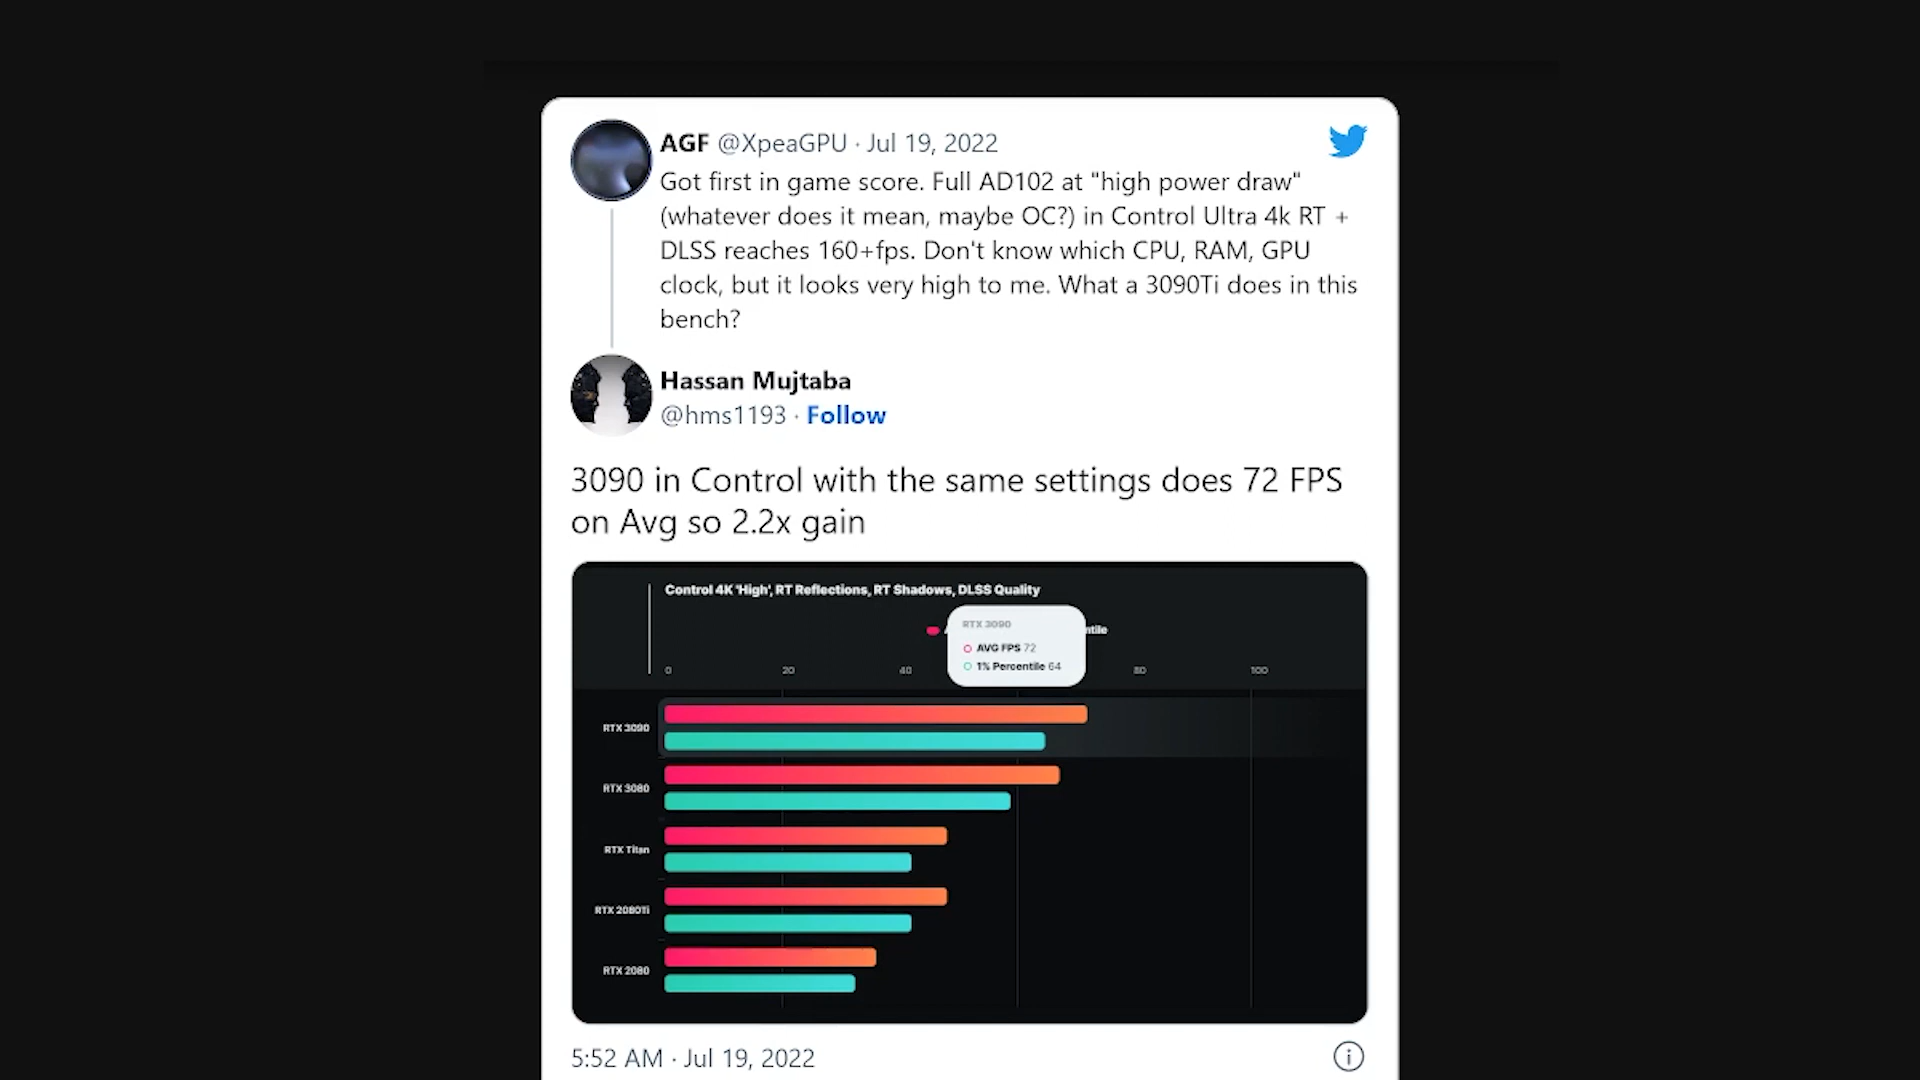 AGF @XpeaGPU · Jul 19, 2022
Got first in game score. Full AD102 at "high power draw"
(whatever does it mean, maybe OC?) in Control Ultra 4k RT +
DLSS reaches 160+fps. Don't know which CPU, RAM, GPU
clock, but it looks very high to me. What a 3090Ti does in this
bench?
Hassan Mujtaba
@hms1193 · Follow
3090 in Control with the same settings does 72 FPS
on Avg so 2.2x gain
Control 4K 'High', RT Reflections, RT Shadows, DLSS Quality
RTX 3090
AVG FPS 72
1% Percentile 64
0 20 40 80 100
RTX 3090
RTX 3080
RTX Titan
RTX 2080Ti
RTX 2080
5:52 AM · Jul 19, 2022